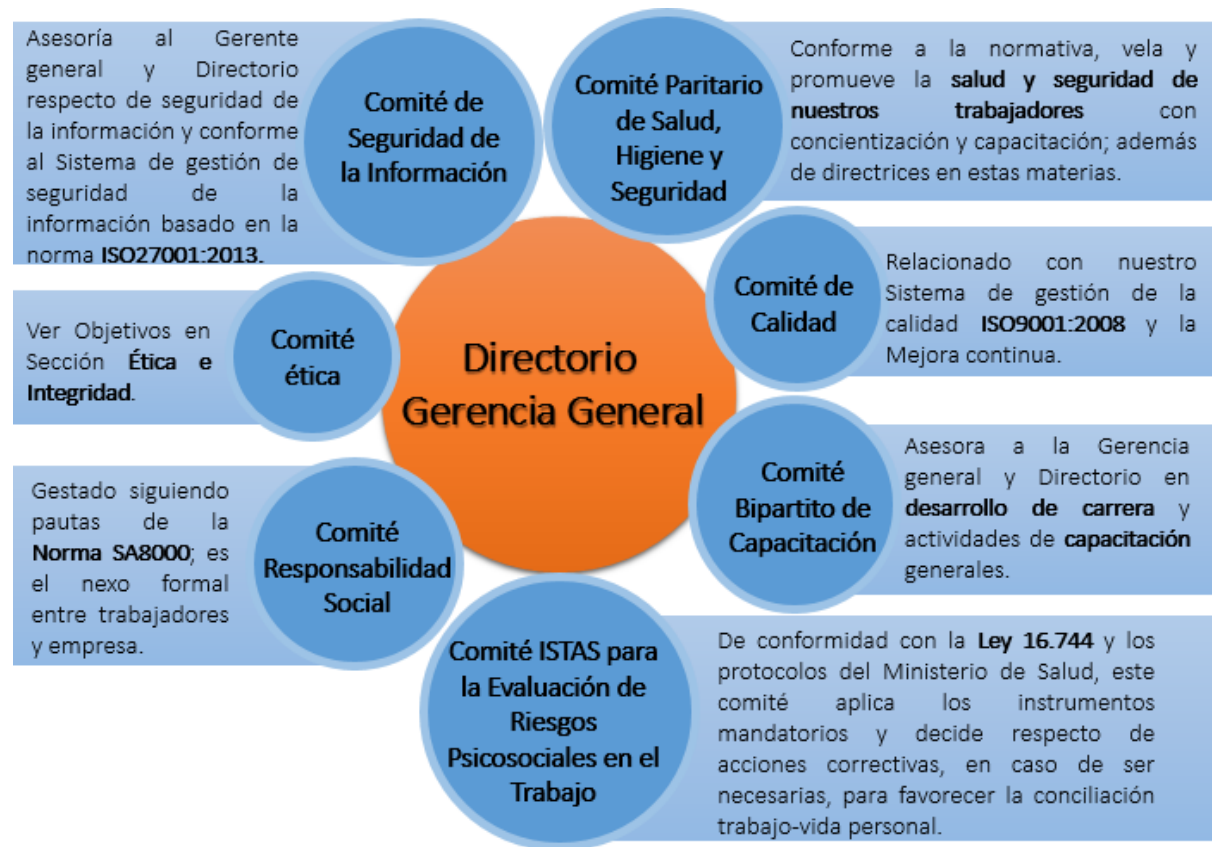 Asesoría al Gerente
general y Directorio
respecto de seguridad de
la información y conforme
al Sistema de gestión de
seguridad de la
información basado en la
norma ISO27001:2013.
Comité de
Seguridad de
la Información
Comité Paritario
de Salud,
Higiene y
Seguridad
Conforme a la normativa, vela y
promueve la salud y seguridad de
nuestros trabajadores con
concientización y capacitación; además
de directrices en estas materias.
Ver Objetivos en
Sección Ética e
Integridad.
Comité
ética
Directorio
Gerencia General
Comité de
Calidad
Relacionado con nuestro
Sistema de gestión de la
calidad ISO9001:2008 y la
Mejora continua.
Gestado siguiendo
pautas de la
Norma SA8000; es
el nexo formal
entre trabajadores
y empresa.
Comité
Responsabilidad
Social
Comité
Bipartito de
Capacitación
Asesora a la Gerencia
general y Directorio en
desarrollo de carrera y
actividades de capacitación
generales.
Comité ISTAS para
la Evaluación de
Riesgos
Psicosociales en el
Trabajo
De conformidad con la Ley 16.744 y los
protocolos del Ministerio de Salud, este
comité aplica los instrumentos
mandatorios y decide respecto de
acciones correctivas, en caso de ser
necesarias, para favorecer la conciliación
trabajo-vida personal.